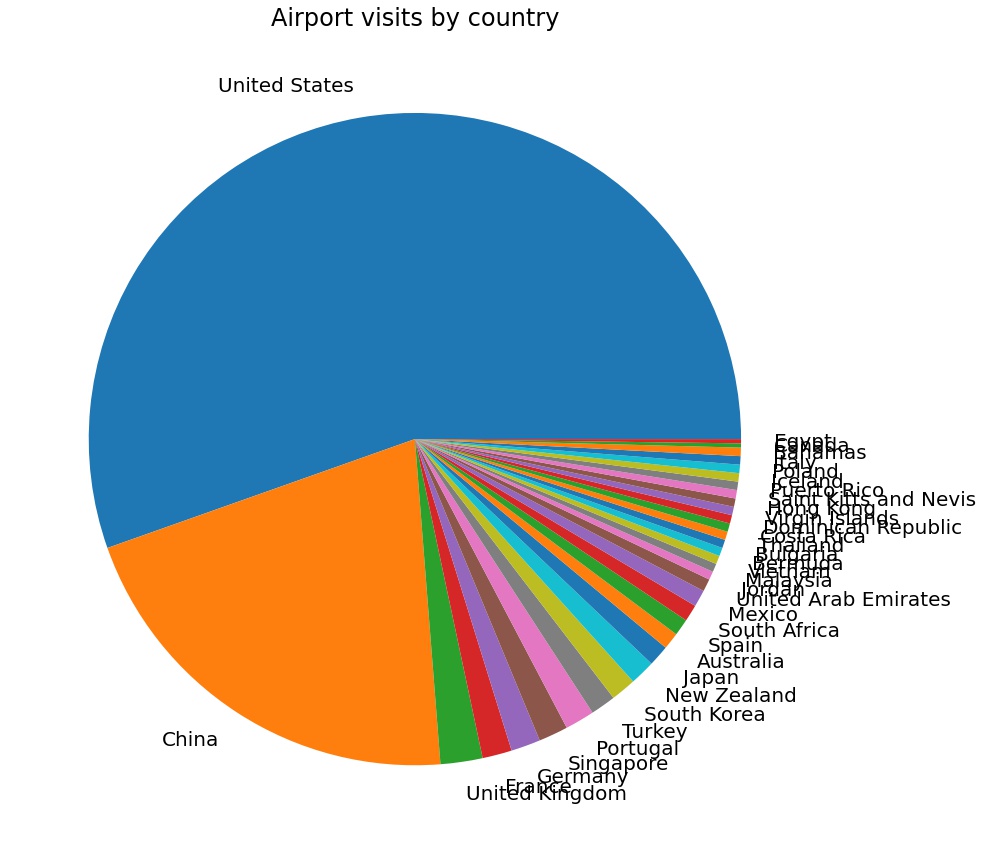 Airport visits by country
United States
Egypt
Canada
Bahamas
Italy
Poland
Iceland
Puerto Rico
Saint Kitts and Nevis
Hong Kong
Virgin Islands
Dominican Republic
Costa Rica
Thailand
Bulgaria
Bermuda
Vietnam
Malaysia
Jordan
United Arab Emirates
Mexico
South Africa
Spain
Australia
Japan
New Zealand
South Korea
Turkey
Portugal
Singapore
Germany
France
United Kingdom
China